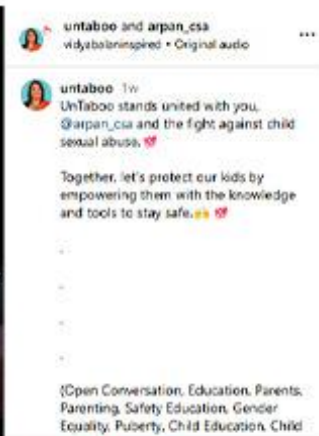 untaboo and arpan_csa
vidyabalaninspired • Original audio
untaboo 1w
UnTaboo stands united with you,
@arpan_csa and the fight against child
sexual abuse. 💯
Together, let's protect our kids by
empowering them with the knowledge
and tools to stay safe.🙌 💯
.
.
.
.
(Open Conversation, Education, Parents,
Parenting, Safety Education, Gender
Equality, Puberty, Child Education, Child